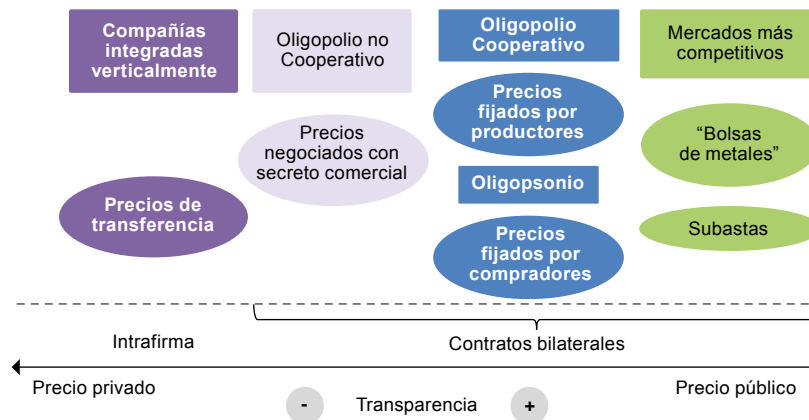 Compañías
integradas
verticalmente
Oligopolio no
Cooperativo
Oligopolio
Cooperativo
Mercados más
competitivos
Precios
fijados por
productores
Precios
negociados con
secreto comercial
“Bolsas
de metales”
Oligopsonio
Precios de
transferencia
Precios
fijados por
compradores
Subastas
Intrafirma
Contratos bilaterales
Precio privado
Precio público
- Transparencia +